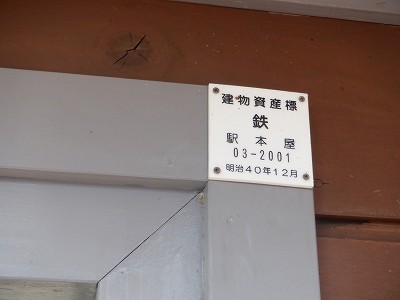 建物資産標
鉄
駅本屋
03-2001
明治40年12月